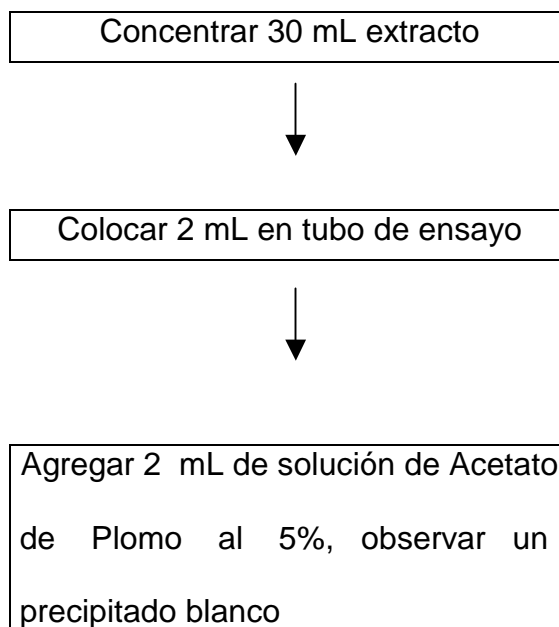 Concentrar 30 mL extracto
Colocar 2 mL en tubo de ensayo
Agregar 2 mL de solución de Acetato
de Plomo al 5%, observar un
precipitado blanco